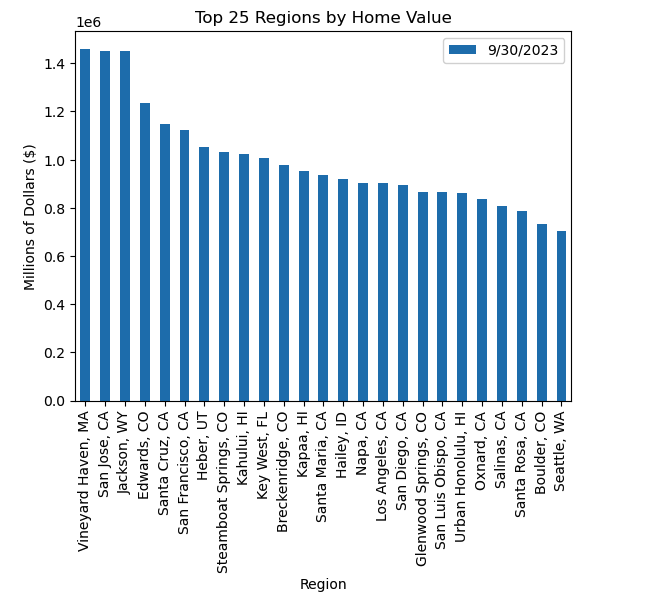 Top 25 Regions by Home Value
1e6
9/30/2023
1.4
1.2
1.0
0.8
0.6
0.4
0.2
0.0
Millions of Dollars ($)
Vineyard Haven, MA
San Jose, CA
Jackson, WY
Edwards, CO
Santa Cruz, CA
San Francisco, CA
Heber, UT
Steamboat Springs, CO
Kahului, HI
Key West, FL
Breckenridge, CO
Kapaa, HI
Santa Maria, CA
Hailey, ID
Napa, CA
Los Angeles, CA
San Diego, CA
Glenwood Springs, CO
San Luis Obispo, CA
Urban Honolulu, HI
Oxnard, CA
Salinas, CA
Santa Rosa, CA
Boulder, CO
Seattle, WA
Region